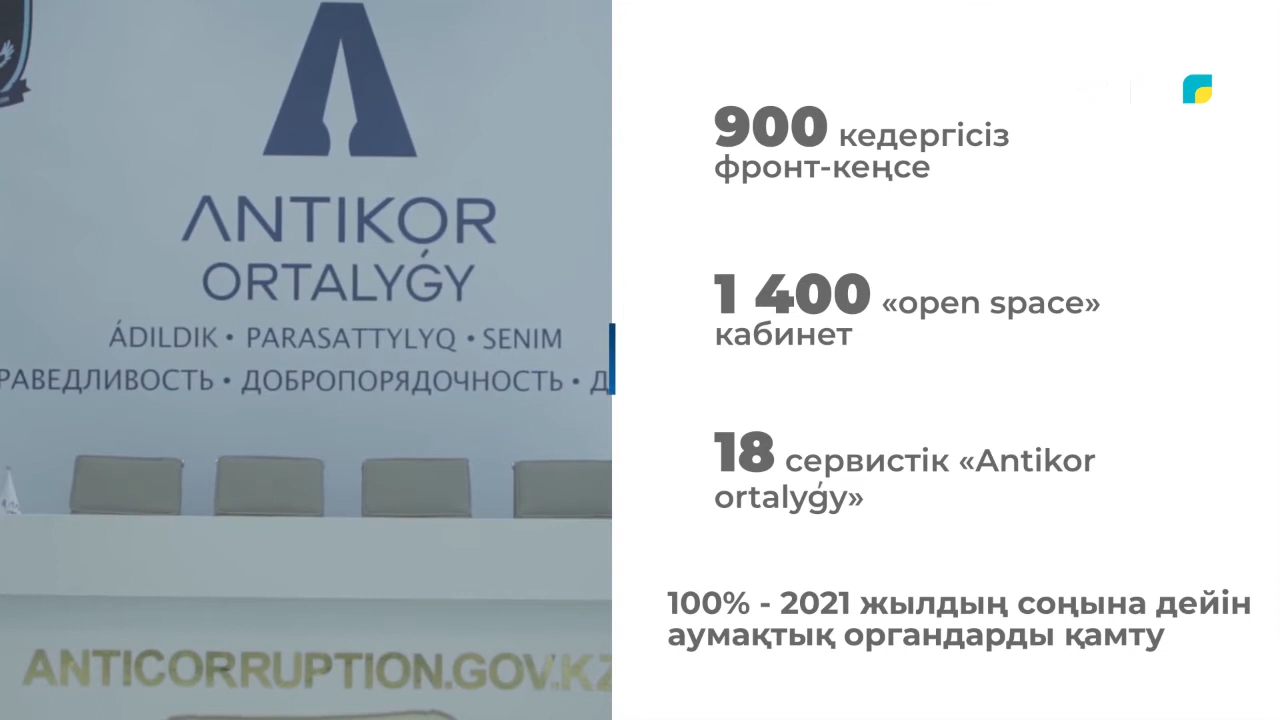 ANTIKOR
ORTALYǴY
ÁDILDIK • PARASATTYLYQ • SENIM
РАВЕДЛИВОСТЬ • ДОБРОПОРЯДОЧНОСТЬ • Д
ANTICORRUPTION.GOV.KZ
900 кедергісіз
фронт-кеңсе
1 400 «open space»
кабинет
18 сервистік «Antikor
ortalyǵy»
100% - 2021 жылдың соңына дейін
аумақтық органдарды қамту